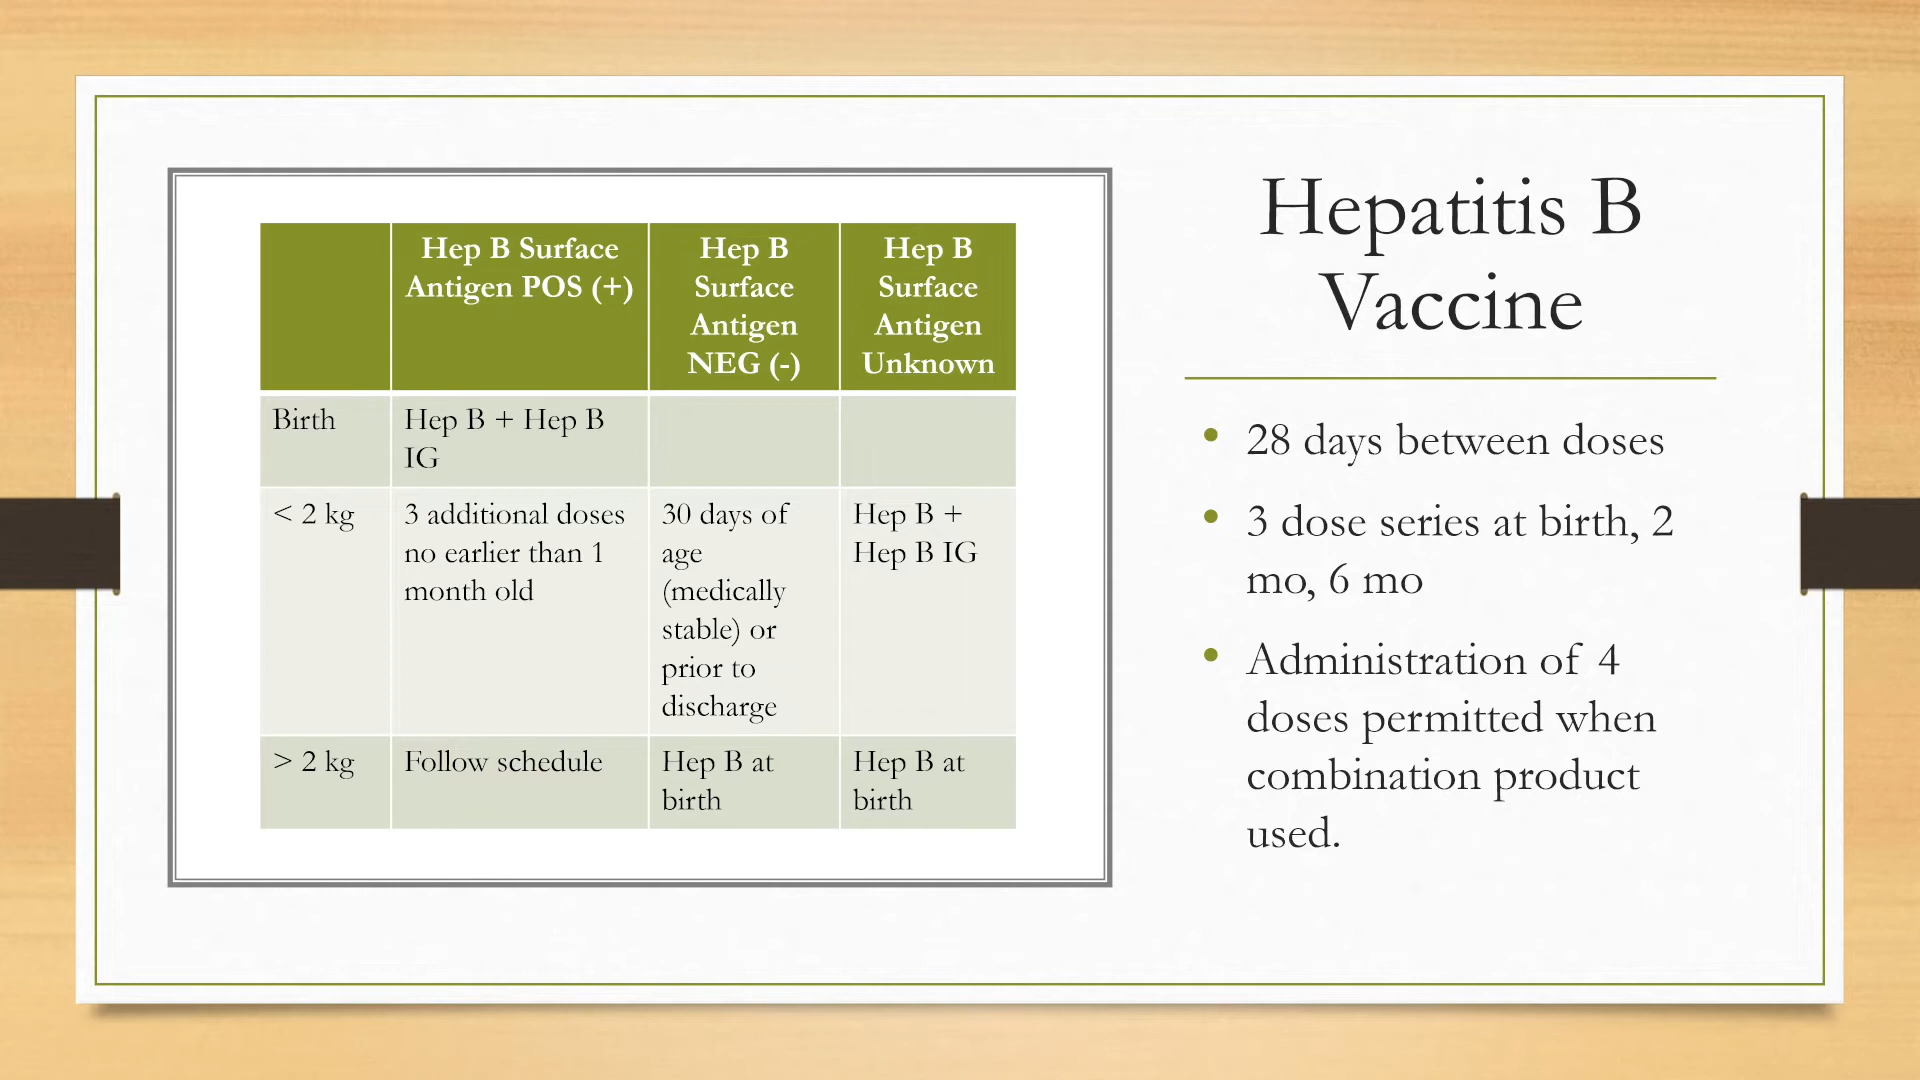 Hepatitis B
Vaccine
Hep B Surface
Antigen POS (+)
Hep B
Surface
Antigen
NEG (-)
Hep B
Surface
Antigen
Unknown
Birth
Hep B + Hep B
IG
< 2 kg
3 additional doses
no earlier than 1
month old
30 days of
age
(medically
stable) or
prior to
discharge
Hep B +
Hep B IG
> 2 kg
Follow schedule
Hep B at
birth
Hep B at
birth
• 28 days between doses
• 3 dose series at birth, 2
mo, 6 mo
• Administration of 4
doses permitted when
combination product
used.